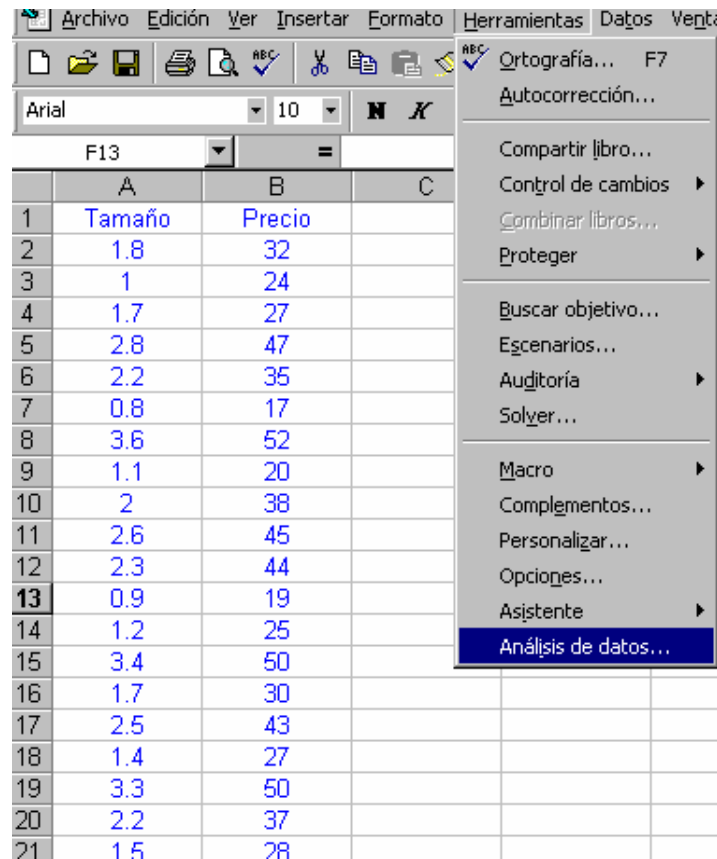 Archivo Edición Ver Insertar Formato Herramientas Datos
Arial 10 N K
F13 =
A B C
1 Tamaño Precio
2 1.8 32
3 1 24
4 1.7 27
5 2.8 47
6 2.2 35
7 0.8 17
8 3.6 52
9 1.1 20
10 2 38
11 2.6 45
12 2.3 44
13 0.9 19
14 1.2 25
15 3.4 50
16 1.7 30
17 2.5 43
18 1.4 27
19 3.3 50
20 2.2 37
21 1.5 28
ABC
ABC Ortografía... F7
Autocorrección...
Compartir libro...
Control de cambios
Combinar libros...
Proteger
Buscar objetivo...
Escenarios...
Auditoría
Solver...
Macro
Complementos...
Personalizar...
Opciones...
Asistente
Análisis de datos...